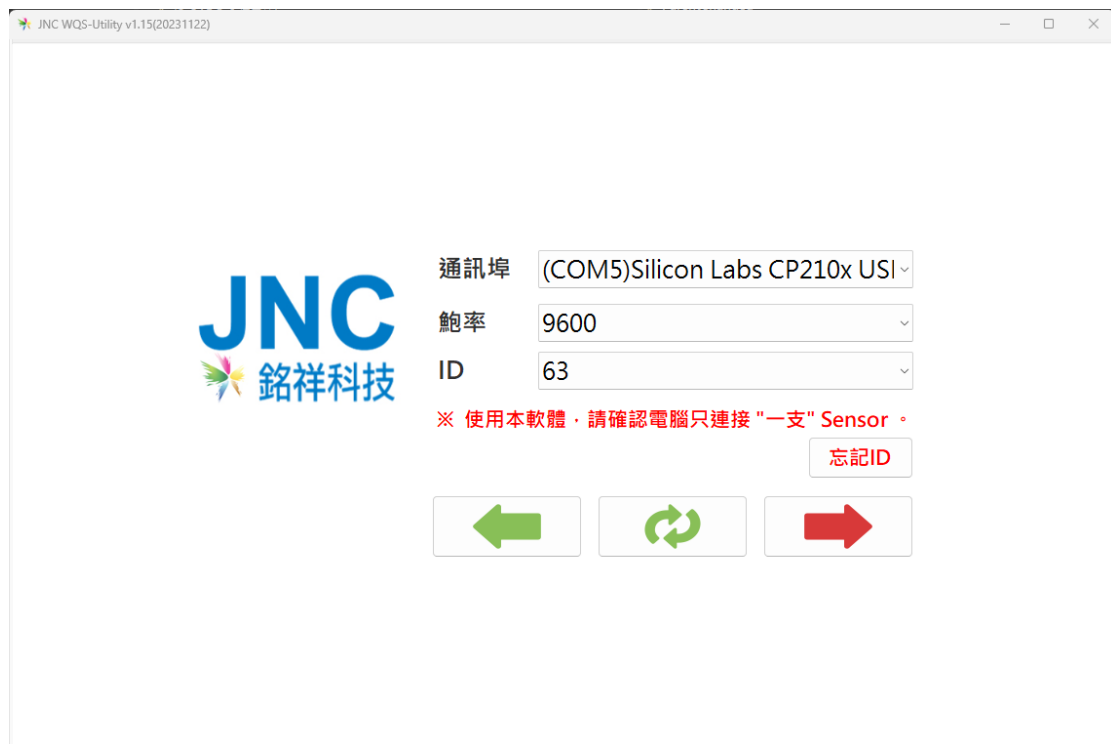 JNC WQS-Utility v1.15(20231122)
通訊埠 (COM5)Silicon Labs CP210x USI
JNC
鮑率 9600
銘祥科技
ID 63
※ 使用本軟體，請確認電腦只連接 "一支" Sensor 。
忘記ID